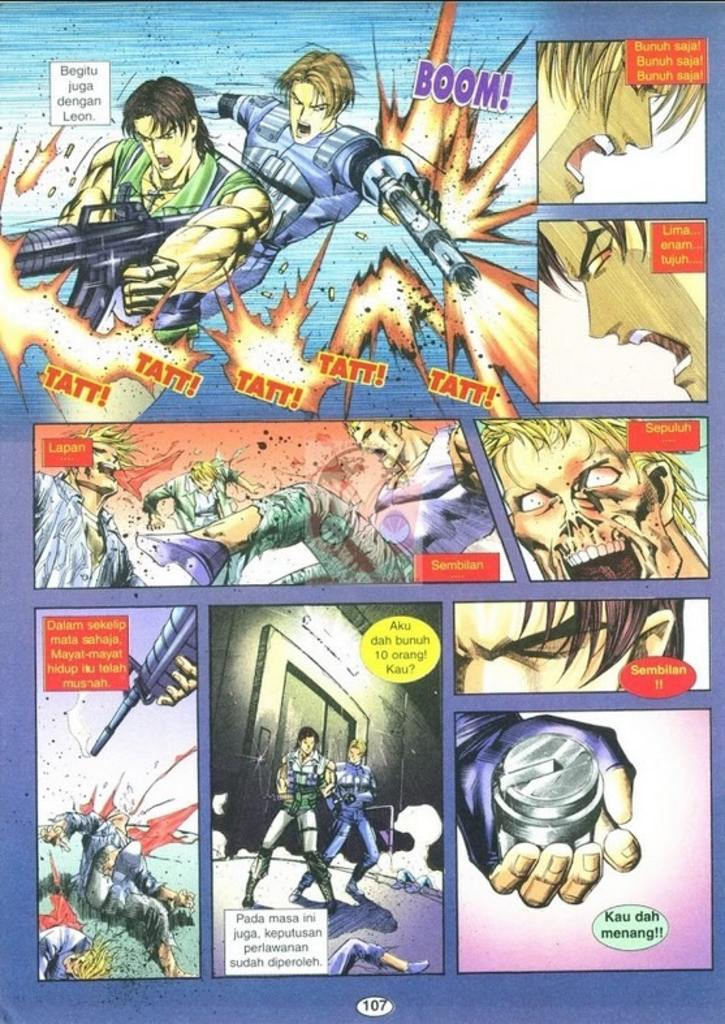 Begitu
juga
dengan
Leon.
BOOM!
Bunuh saja!
Bunuh saja!
Bunuh saja!
Lima...
enam...
tujuh....
TATT!
TATT!
TATT!
TATT!
TATT!
Lapan
....
Sembilan
....
Sepuluh
....
Dalam sekelip
mata sahaja,
Mayat-mayat
hidup itu telah
musnah.
Aku
dah bunuh
10 orang!
Kau?
Pada masa ini
juga, keputusan
perlawanan
sudah diperoleh.
Sembilan
!!
Kau dah
menang!!
107